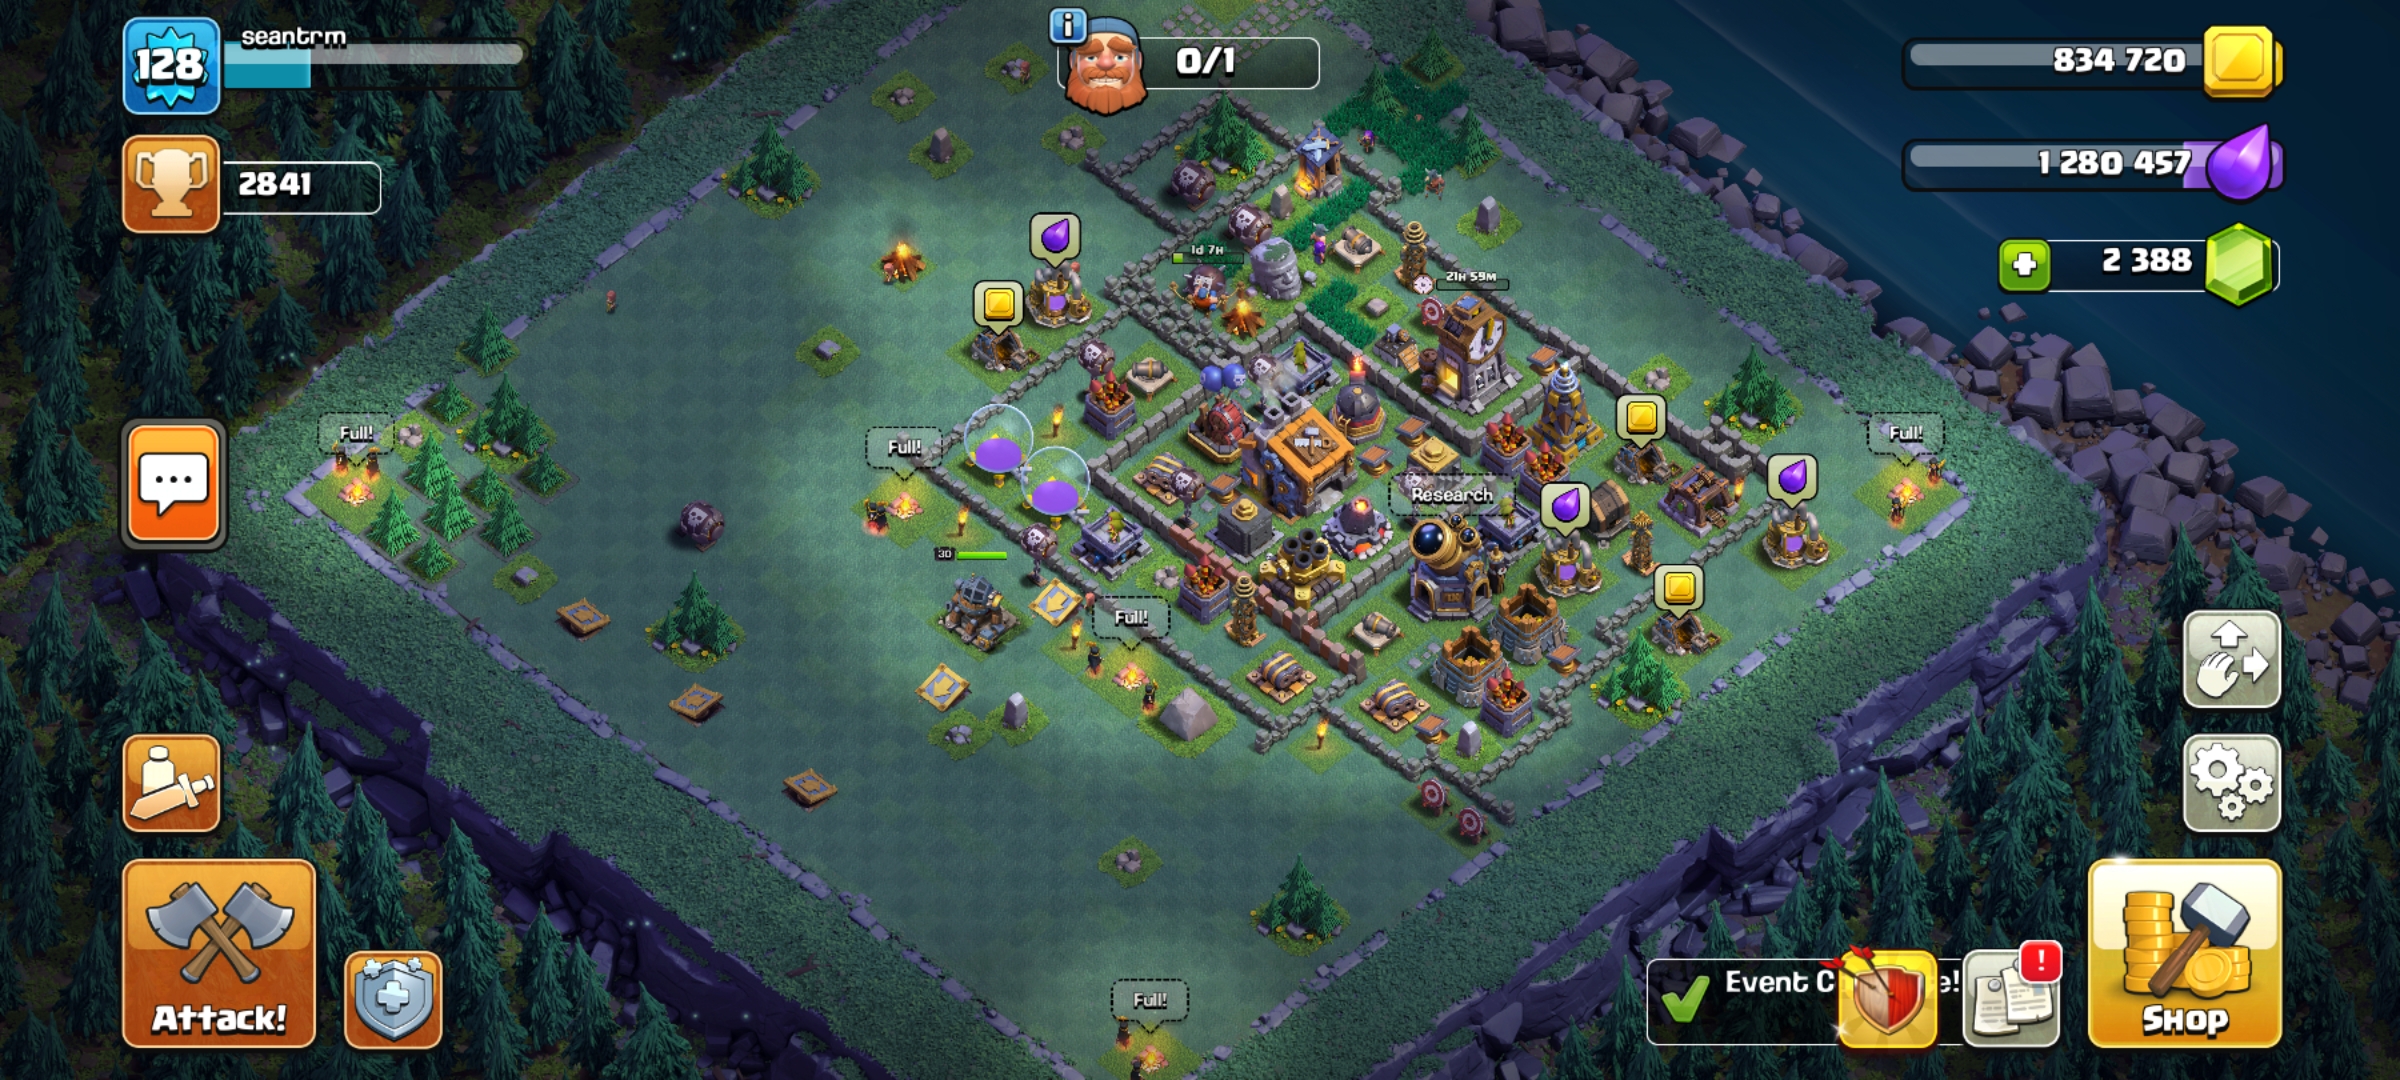 128
seantrm
i
0/1
834 720
2841
1 280 457
2 388
1d 7H
21H 59M
Full!
Full!
Full!
Research
30
Full!
Full!
Event C
e!
!
Attack!
Shop